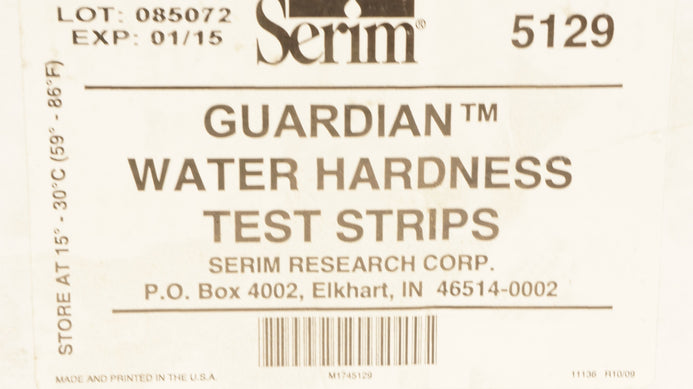 LOT: 085072
EXP: 01/15
Serim®
5129
STORE AT 15° - 30°C (59° - 86°F)
GUARDIAN™
WATER HARDNESS
TEST STRIPS
SERIM RESEARCH CORP.
P.O. Box 4002, Elkhart, IN 46514-0002
MADE AND PRINTED IN THE U.S.A.
M1745129
11136 R10/09